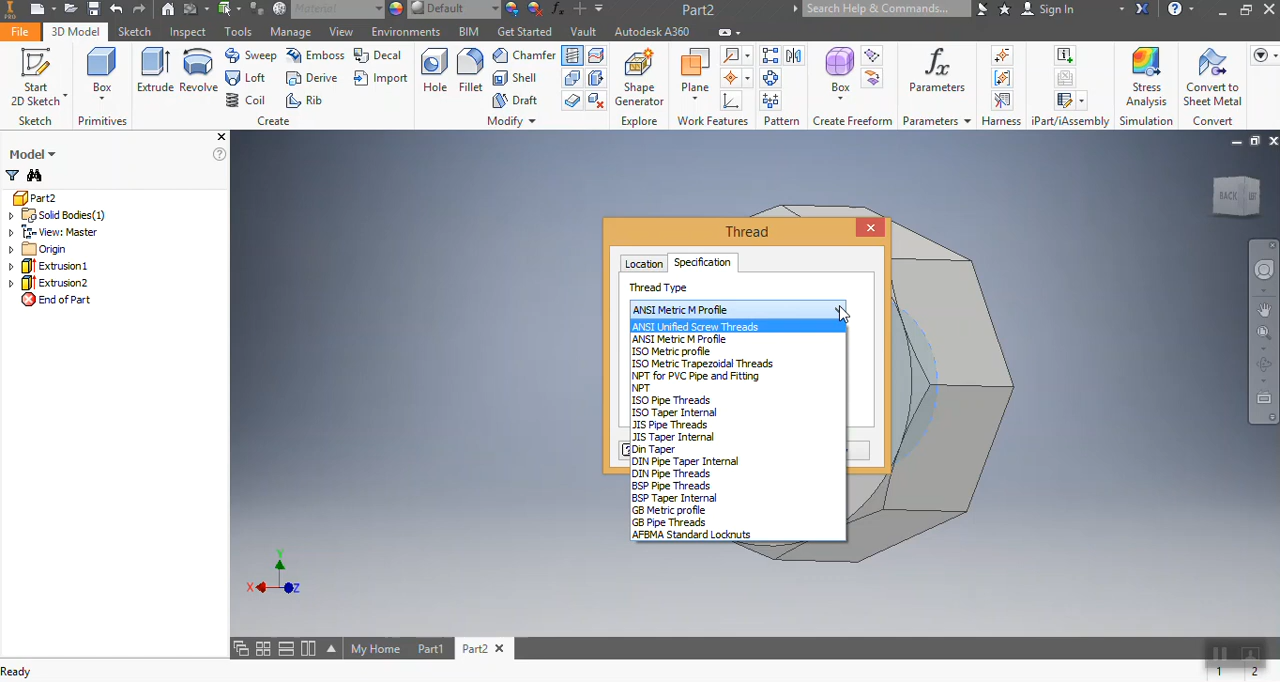 PRO
Material
Default
Part2
Search Help & Commands...
Sign In
File
3D Model
Sketch
Inspect
Tools
Manage
View
Environments
BIM
Get Started
Vault
Autodesk A360
Start
2D Sketch
Box
Extrude
Revolve
Sweep
Loft
Coil
Emboss
Derive
Rib
Decal
Import
Hole
Fillet
Chamfer
Shell
Draft
Shape
Generator
Plane
Box
Parameters
Stress
Analysis
Convert to
Sheet Metal
Sketch
Primitives
Create
Modify
Explore
Work Features
Pattern
Create Freeform
Parameters
Harness
iPart/iAssembly
Simulation
Convert
Model
Part2
Solid Bodies(1)
View: Master
Origin
Extrusion1
Extrusion2
End of Part
BACK
Thread
Location
Specification
Thread Type
ANSI Metric M Profile
ANSI Unified Screw Threads
ANSI Metric M Profile
ISO Metric profile
ISO Metric Trapezoidal Threads
NPT for PVC Pipe and Fitting
NPT
ISO Pipe Threads
ISO Taper Internal
JIS Pipe Threads
JIS Taper Internal
Din Taper
DIN Pipe Taper Internal
DIN Pipe Threads
BSP Pipe Threads
BSP Taper Internal
GB Metric profile
GB Pipe Threads
AFBMA Standard Locknuts
Y
X
Z
My Home
Part1
Part2
Ready
1
2